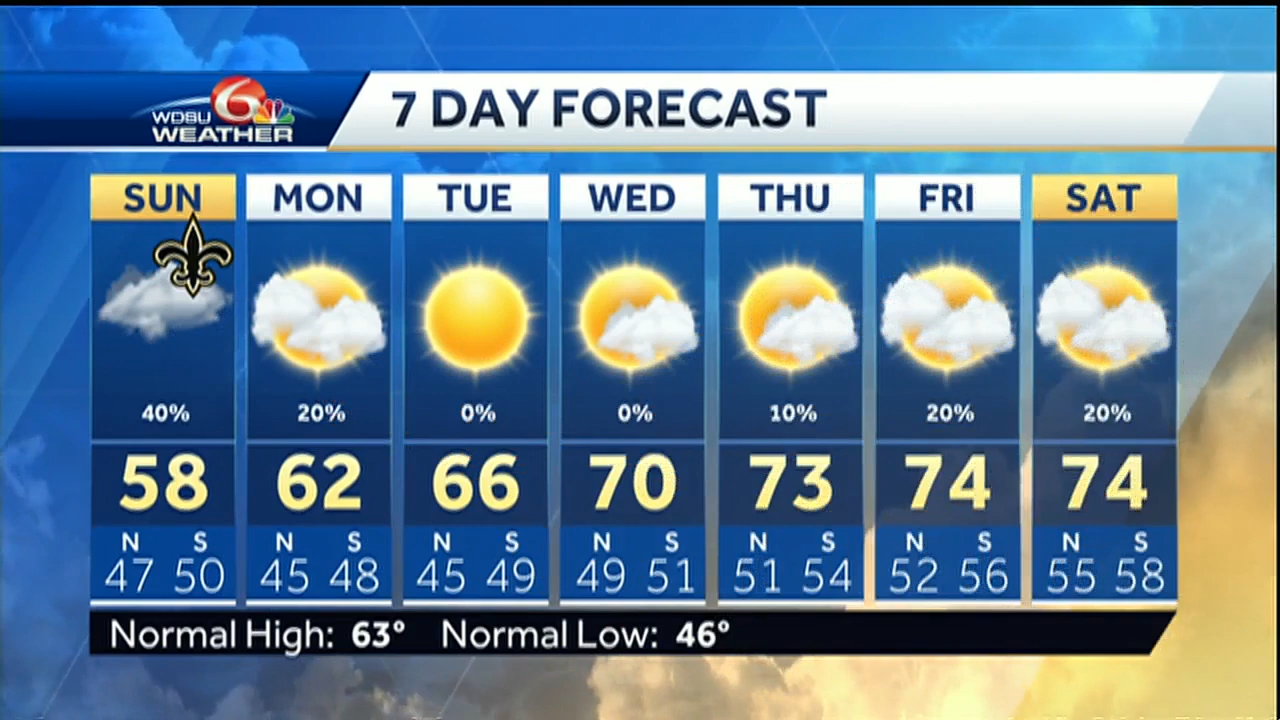 WDSU 6
WEATHER
7 DAY FORECAST
SUN MON TUE WED THU FRI SAT
40% 20% 0% 0% 10% 20% 20%
58 62 66 70 73 74 74
N S N S N S N S N S N S N S
47 50 45 48 45 49 49 51 51 54 52 56 55 58
Normal High: 63° Normal Low: 46°